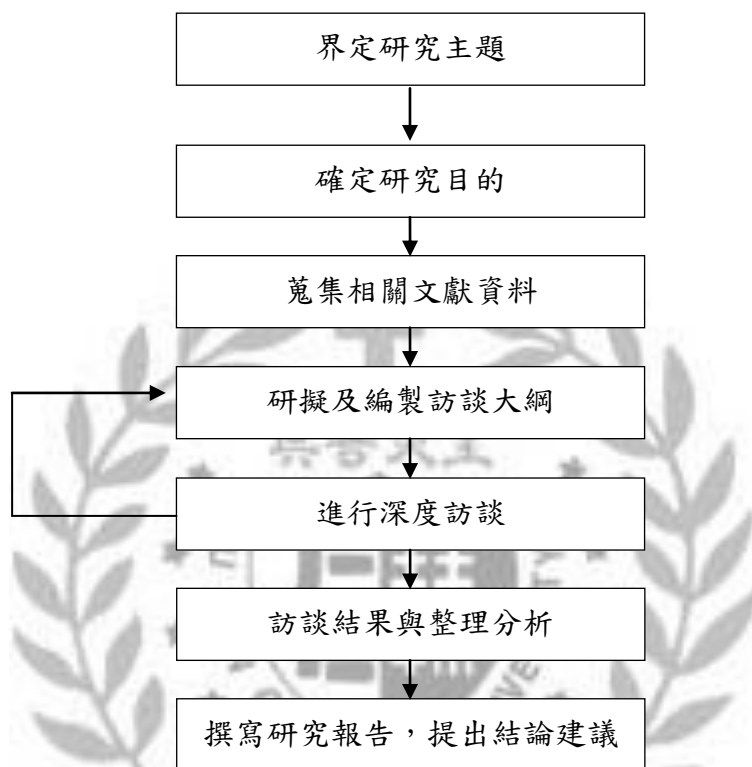 界定研究主題
確定研究目的
蒐集相關文獻資料
研擬及編製訪談大綱
進行深度訪談
訪談結果與整理分析
撰寫研究報告，提出結論建議